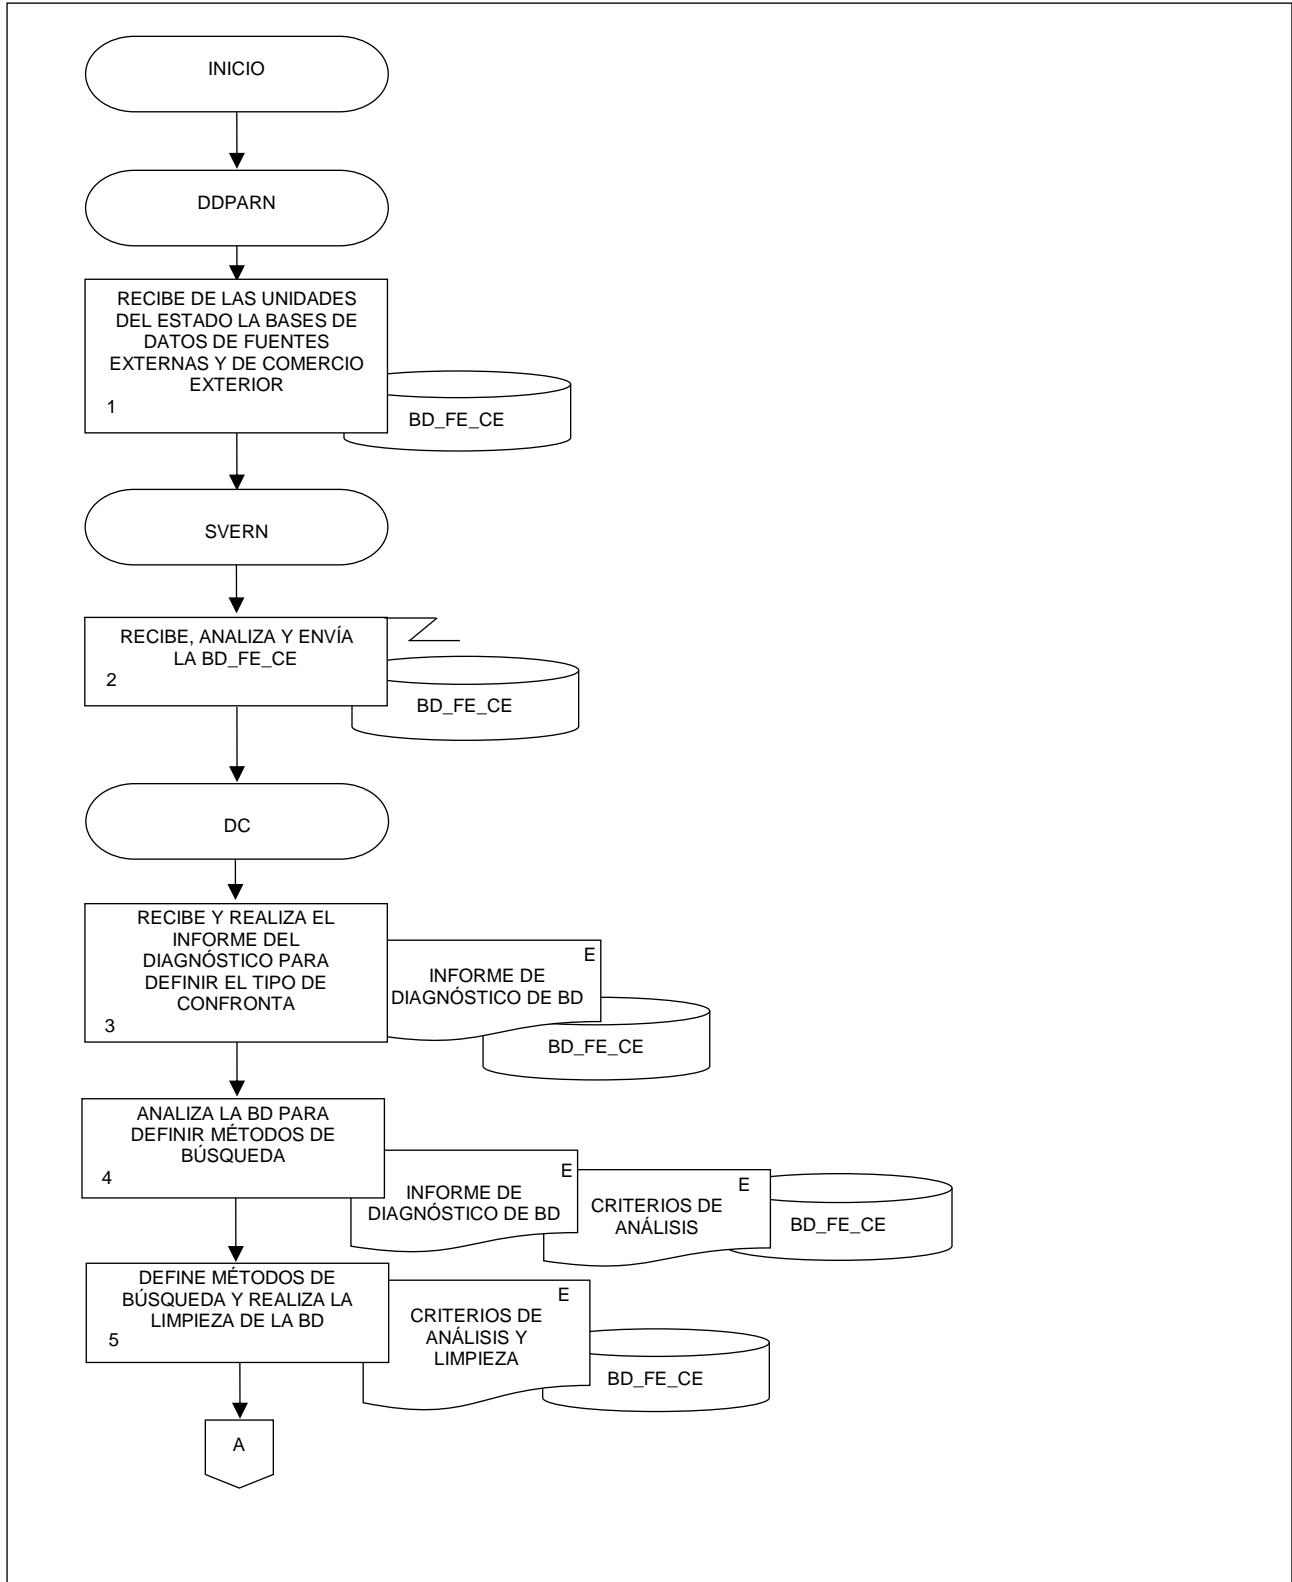 INICIO
DDPARN
RECIBE DE LAS UNIDADES
DEL ESTADO LA BASES DE
DATOS DE FUENTES
EXTERNAS Y DE COMERCIO
EXTERIOR
1
BD_FE_CE
SVERN
RECIBE, ANALIZA Y ENVÍA
LA BD_FE_CE
2
BD_FE_CE
DC
RECIBE Y REALIZA EL
INFORME DEL
DIAGNÓSTICO PARA
DEFINIR EL TIPO DE
CONFRONTA
3
E
INFORME DE
DIAGNÓSTICO DE BD
BD_FE_CE
ANALIZA LA BD PARA
DEFINIR MÉTODOS DE
BÚSQUEDA
4
E
INFORME DE
DIAGNÓSTICO DE BD
E
CRITERIOS DE
ANÁLISIS
BD_FE_CE
DEFINE MÉTODOS DE
BÚSQUEDA Y REALIZA LA
LIMPIEZA DE LA BD
5
E
CRITERIOS DE
ANÁLISIS Y
LIMPIEZA
BD_FE_CE
A